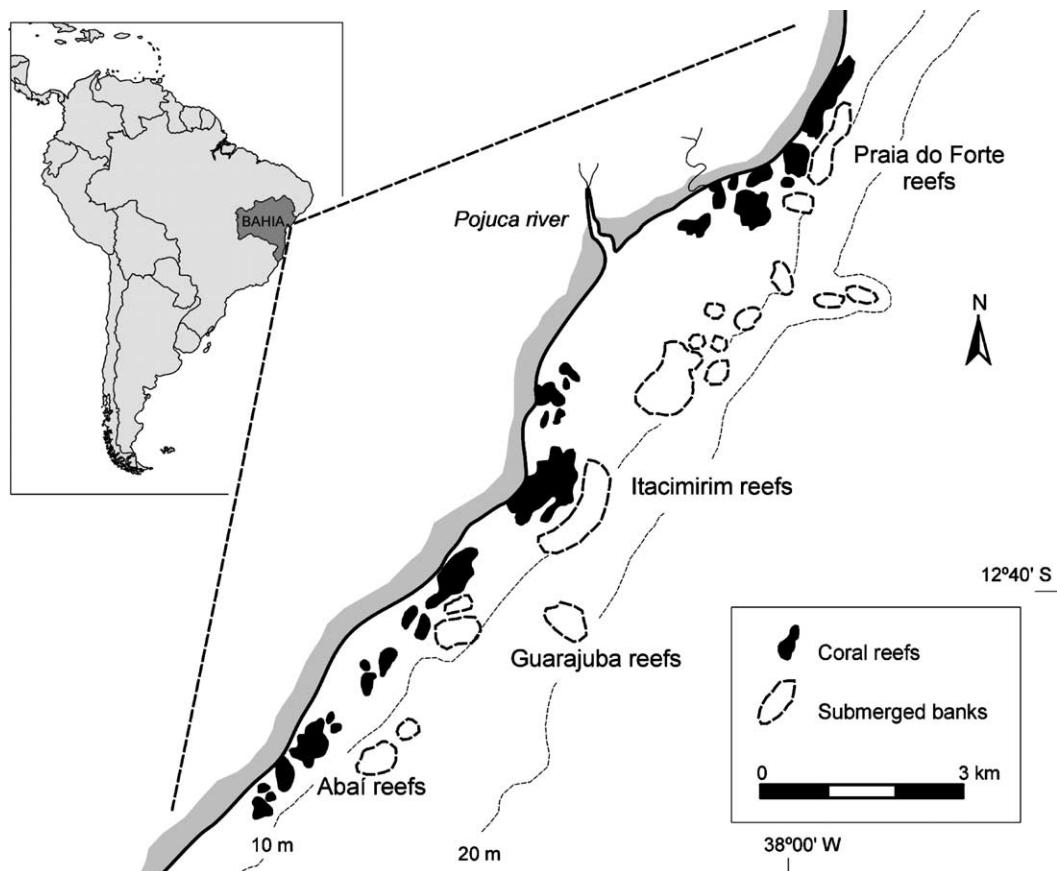 Praia do Forte
reefs
BAHIA
Pojuca river
N
Itacimirim reefs
12º40' S
Guarajuba reefs
Coral reefs
Submerged banks
0 3 km
Abaí reefs
10 m
20 m
38º00' W